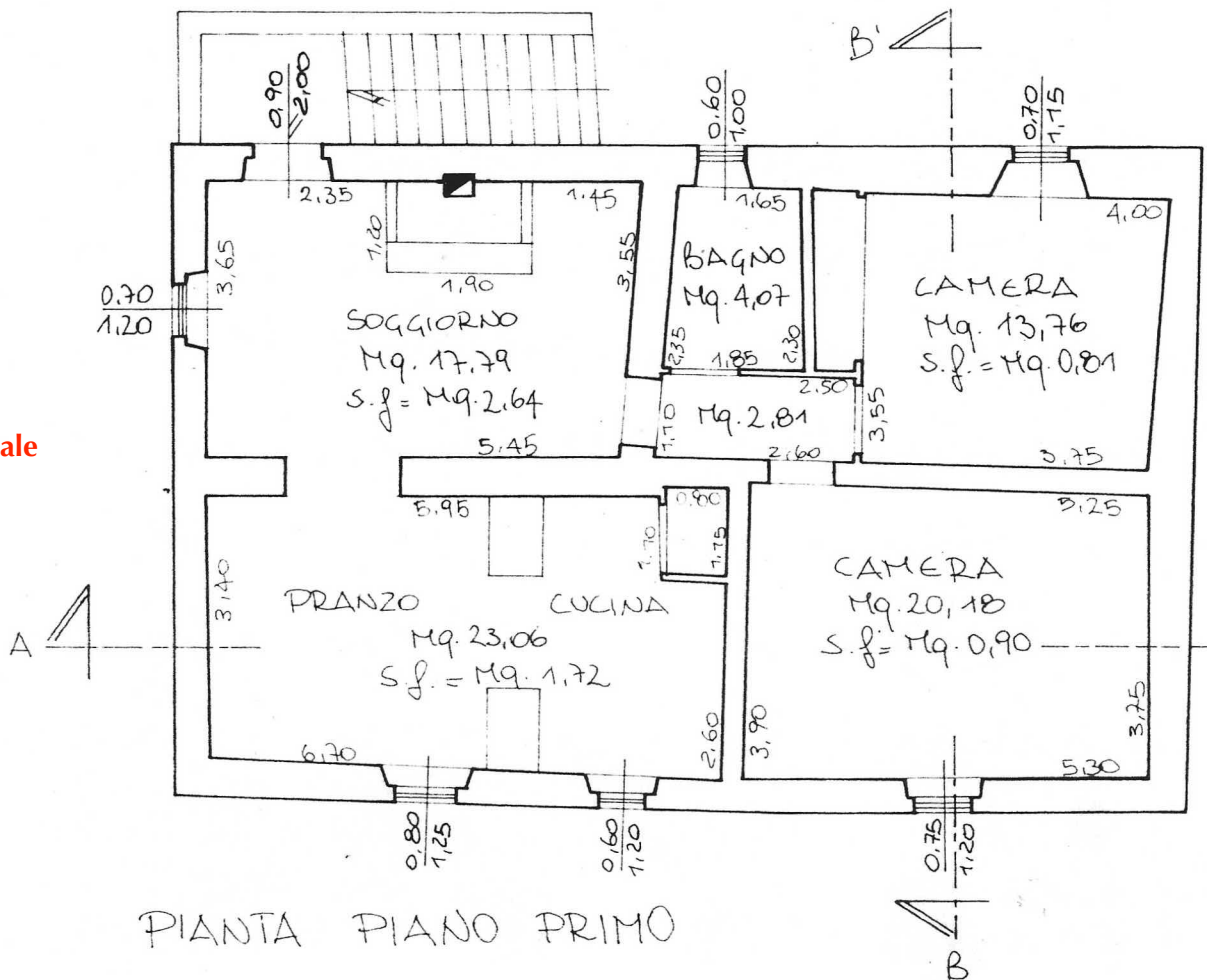 B'
0,90
2,00
0,60
1,00
0,70
1,15
2,35
1,45
1,65
4,00
3,65
3,55
1,90
0,70
1,20
SOGGIORNO
Mq. 17,79
s.f = Mq. 2,64
BAGNO
Mq. 4,07
2,35
1,85
2,30
CAMERA
Mq. 13,76
s.f. = Mq. 0,81
2,50
Mq. 2,81
1,10
3,55
ale
5,45
2,60
3,75
5,95
0,80
1,70
1,15
5,25
3,40
PRANZO
CUCINA
Mq. 23,06
s.f. = Mq. 1,72
CAMERA
Mq. 20,18
s.f = Mq. 0,90
A
6,70
2,60
3,90
3,75
5,30
0,80
1,25
0,60
1,20
0,75
1,20
PIANTA PIANO PRIMO
B